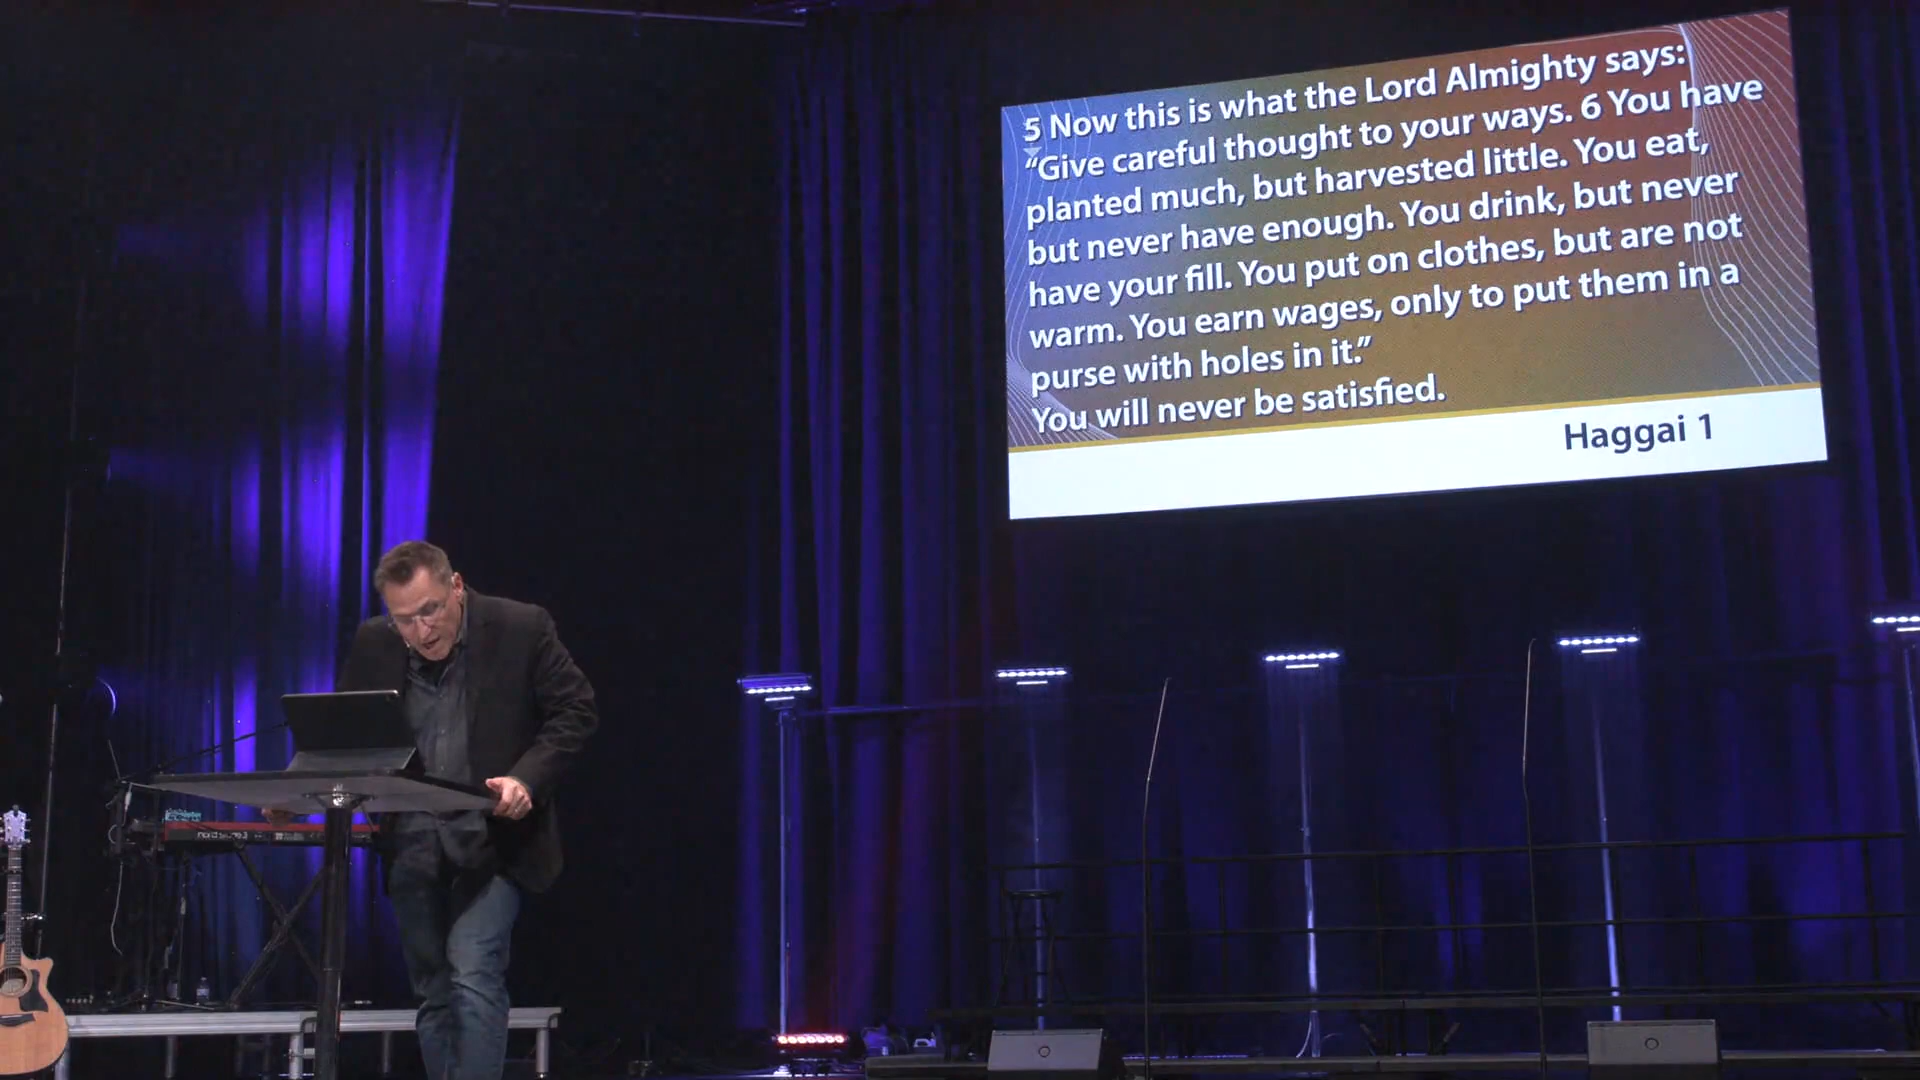 5 Now this is what the Lord Almighty says:
“Give careful thought to your ways. 6 You have
planted much, but harvested little. You eat,
but never have enough. You drink, but never
have your fill. You put on clothes, but are not
warm. You earn wages, only to put them in a
purse with holes in it.”
You will never be satisfied.
Haggai 1
nord